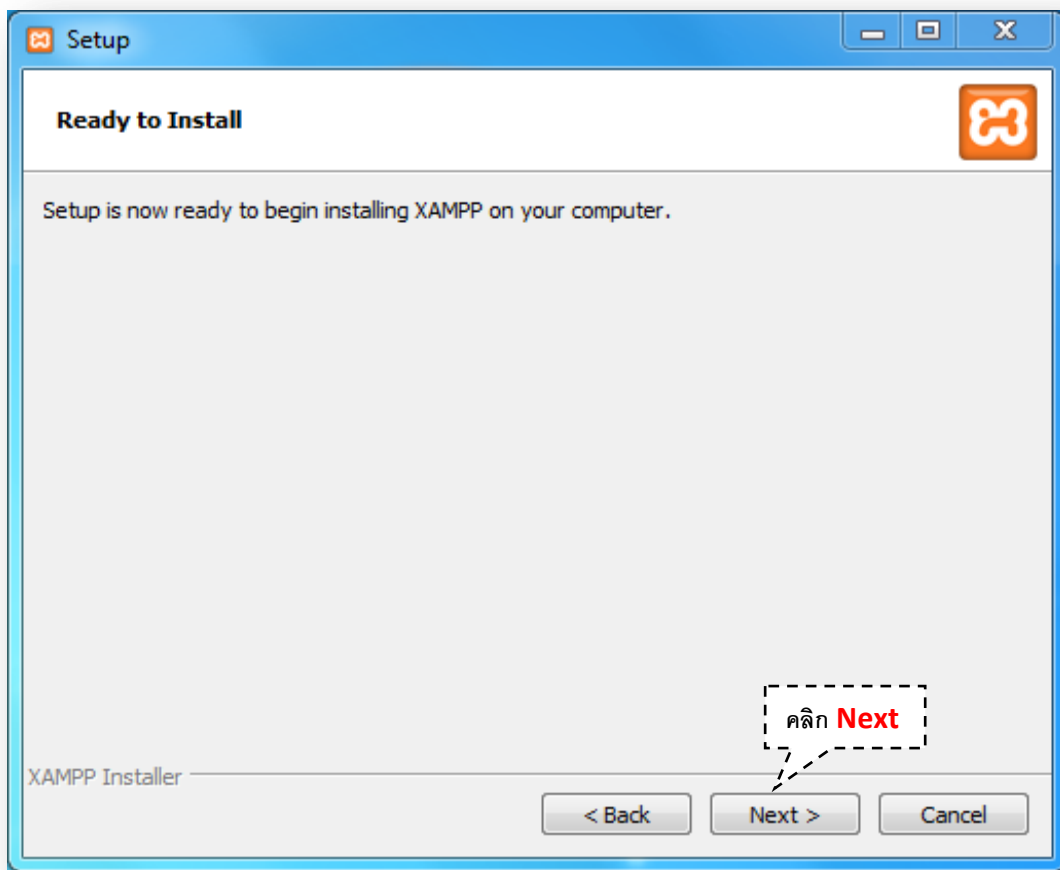 Setup
Ready to Install
Setup is now ready to begin installing XAMPP on your computer.
คลิก Next
XAMPP Installer
< Back Next > Cancel